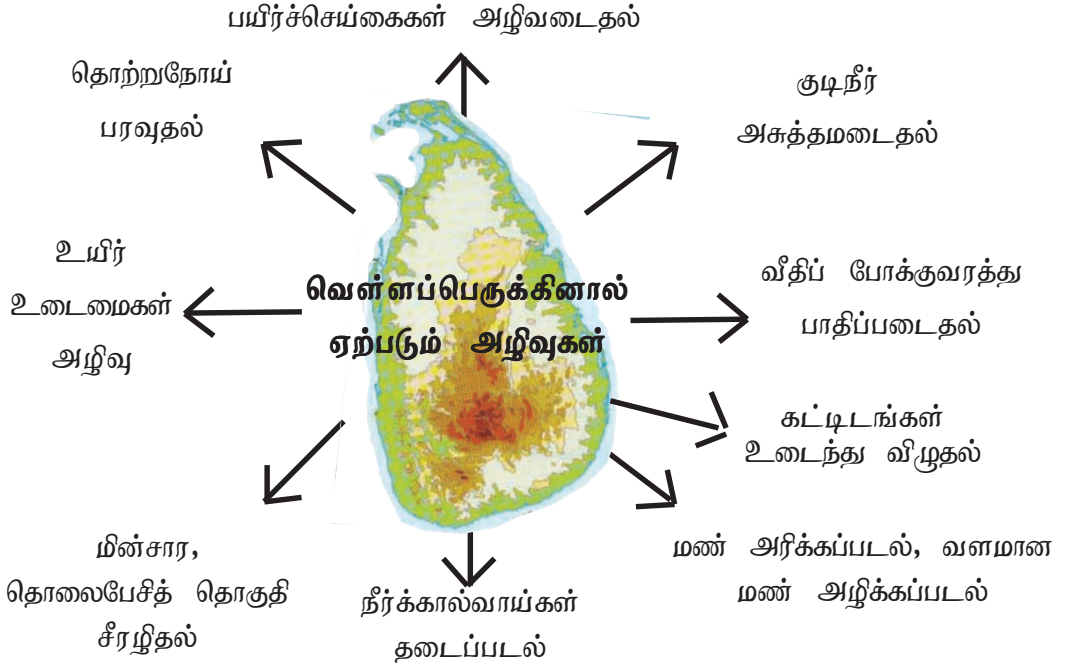 பயிர்ச்செய்கைகள் அழிவடைதல்
தொற்றுநோய்
பரவுதல்
குடிநீர்
அசுத்தமடைதல்
உயிர்
உடைமைகள்
அழிவு
வெள்ளப்பெருக்கினால்
ஏற்படும் அழிவுகள்
வீதிப் போக்குவரத்து
பாதிப்படைதல்
கட்டிடங்கள்
உடைந்து விழுதல்
மின்சார,
தொலைபேசித் தொகுதி
சீரழிதல்
நீர்க்கால்வாய்கள்
தடைப்படல்
மண் அரிக்கப்படல், வளமான
மண் அழிக்கப்படல்